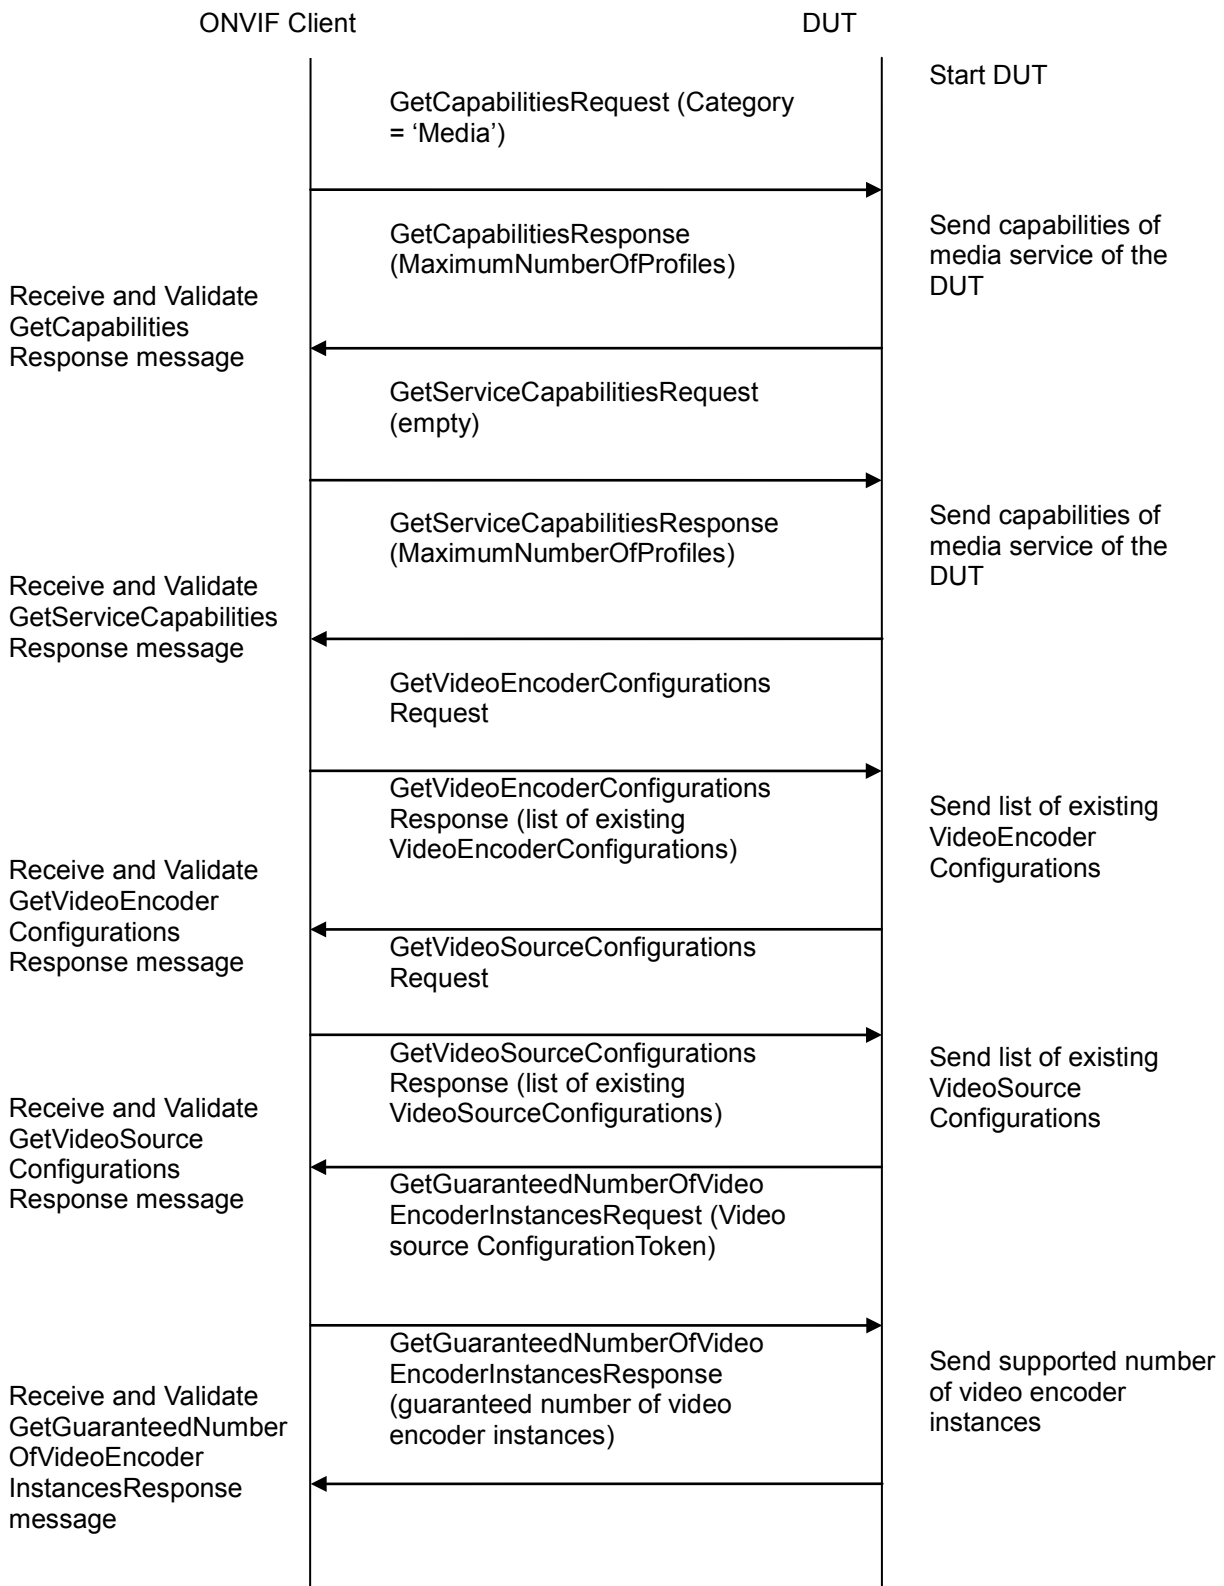 ONVIF Client
DUT
Start DUT
GetCapabilitiesRequest (Category
= ‘Media’)
GetCapabilitiesResponse
(MaximumNumberOfProfiles)
Send capabilities of
media service of the
DUT
Receive and Validate
GetCapabilities
Response message
GetServiceCapabilitiesRequest
(empty)
GetServiceCapabilitiesResponse
(MaximumNumberOfProfiles)
Send capabilities of
media service of the
DUT
Receive and Validate
GetServiceCapabilities
Response message
GetVideoEncoderConfigurations
Request
GetVideoEncoderConfigurations
Response (list of existing
VideoEncoderConfigurations)
Send list of existing
VideoEncoder
Configurations
Receive and Validate
GetVideoEncoder
Configurations
Response message
GetVideoSourceConfigurations
Request
GetVideoSourceConfigurations
Response (list of existing
VideoSourceConfigurations)
Send list of existing
VideoSource
Configurations
Receive and Validate
GetVideoSource
Configurations
Response message
GetGuaranteedNumberOfVideo
EncoderInstancesRequest (Video
source ConfigurationToken)
GetGuaranteedNumberOfVideo
EncoderInstancesResponse
(guaranteed number of video
encoder instances)
Send supported number
of video encoder
instances
Receive and Validate
GetGuaranteedNumber
OfVideoEncoder
InstancesResponse
message